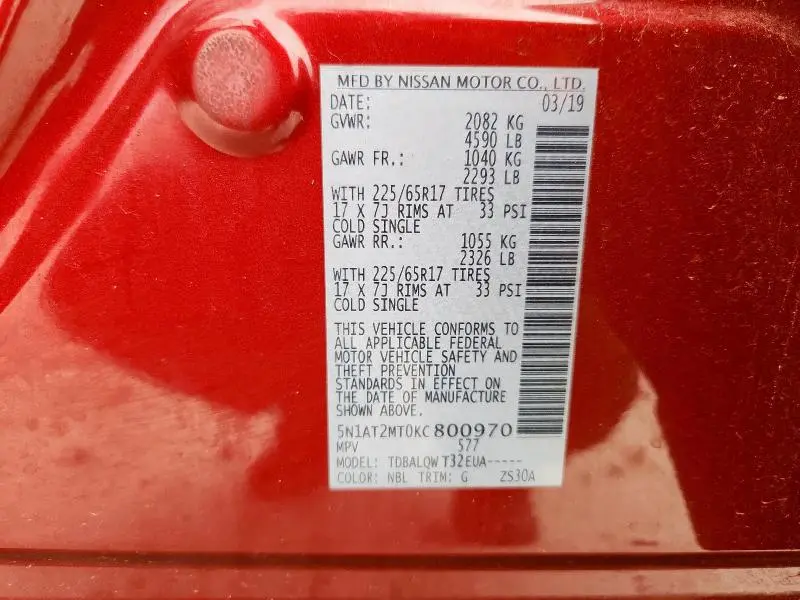 MFD BY NISSAN MOTOR CO., LTD.
DATE: 03/19
GVWR: 2082 KG
4590 LB
GAWR FR.: 1040 KG
2293 LB
WITH 225/65R17 TIRES
17 X 7J RIMS AT 33 PSI
COLD SINGLE
GAWR RR.: 1055 KG
2326 LB
WITH 225/65R17 TIRES
17 X 7J RIMS AT 33 PSI
COLD SINGLE
THIS VEHICLE CONFORMS TO
ALL APPLICABLE FEDERAL
MOTOR VEHICLE SAFETY AND
THEFT PREVENTION
STANDARDS IN EFFECT ON
THE DATE OF MANUFACTURE
SHOWN ABOVE.
5N1AT2MT0KC800970
MPV 577
MODEL: TDBALQW T32EUA-----
COLOR: NBL TRIM: G ZS30A